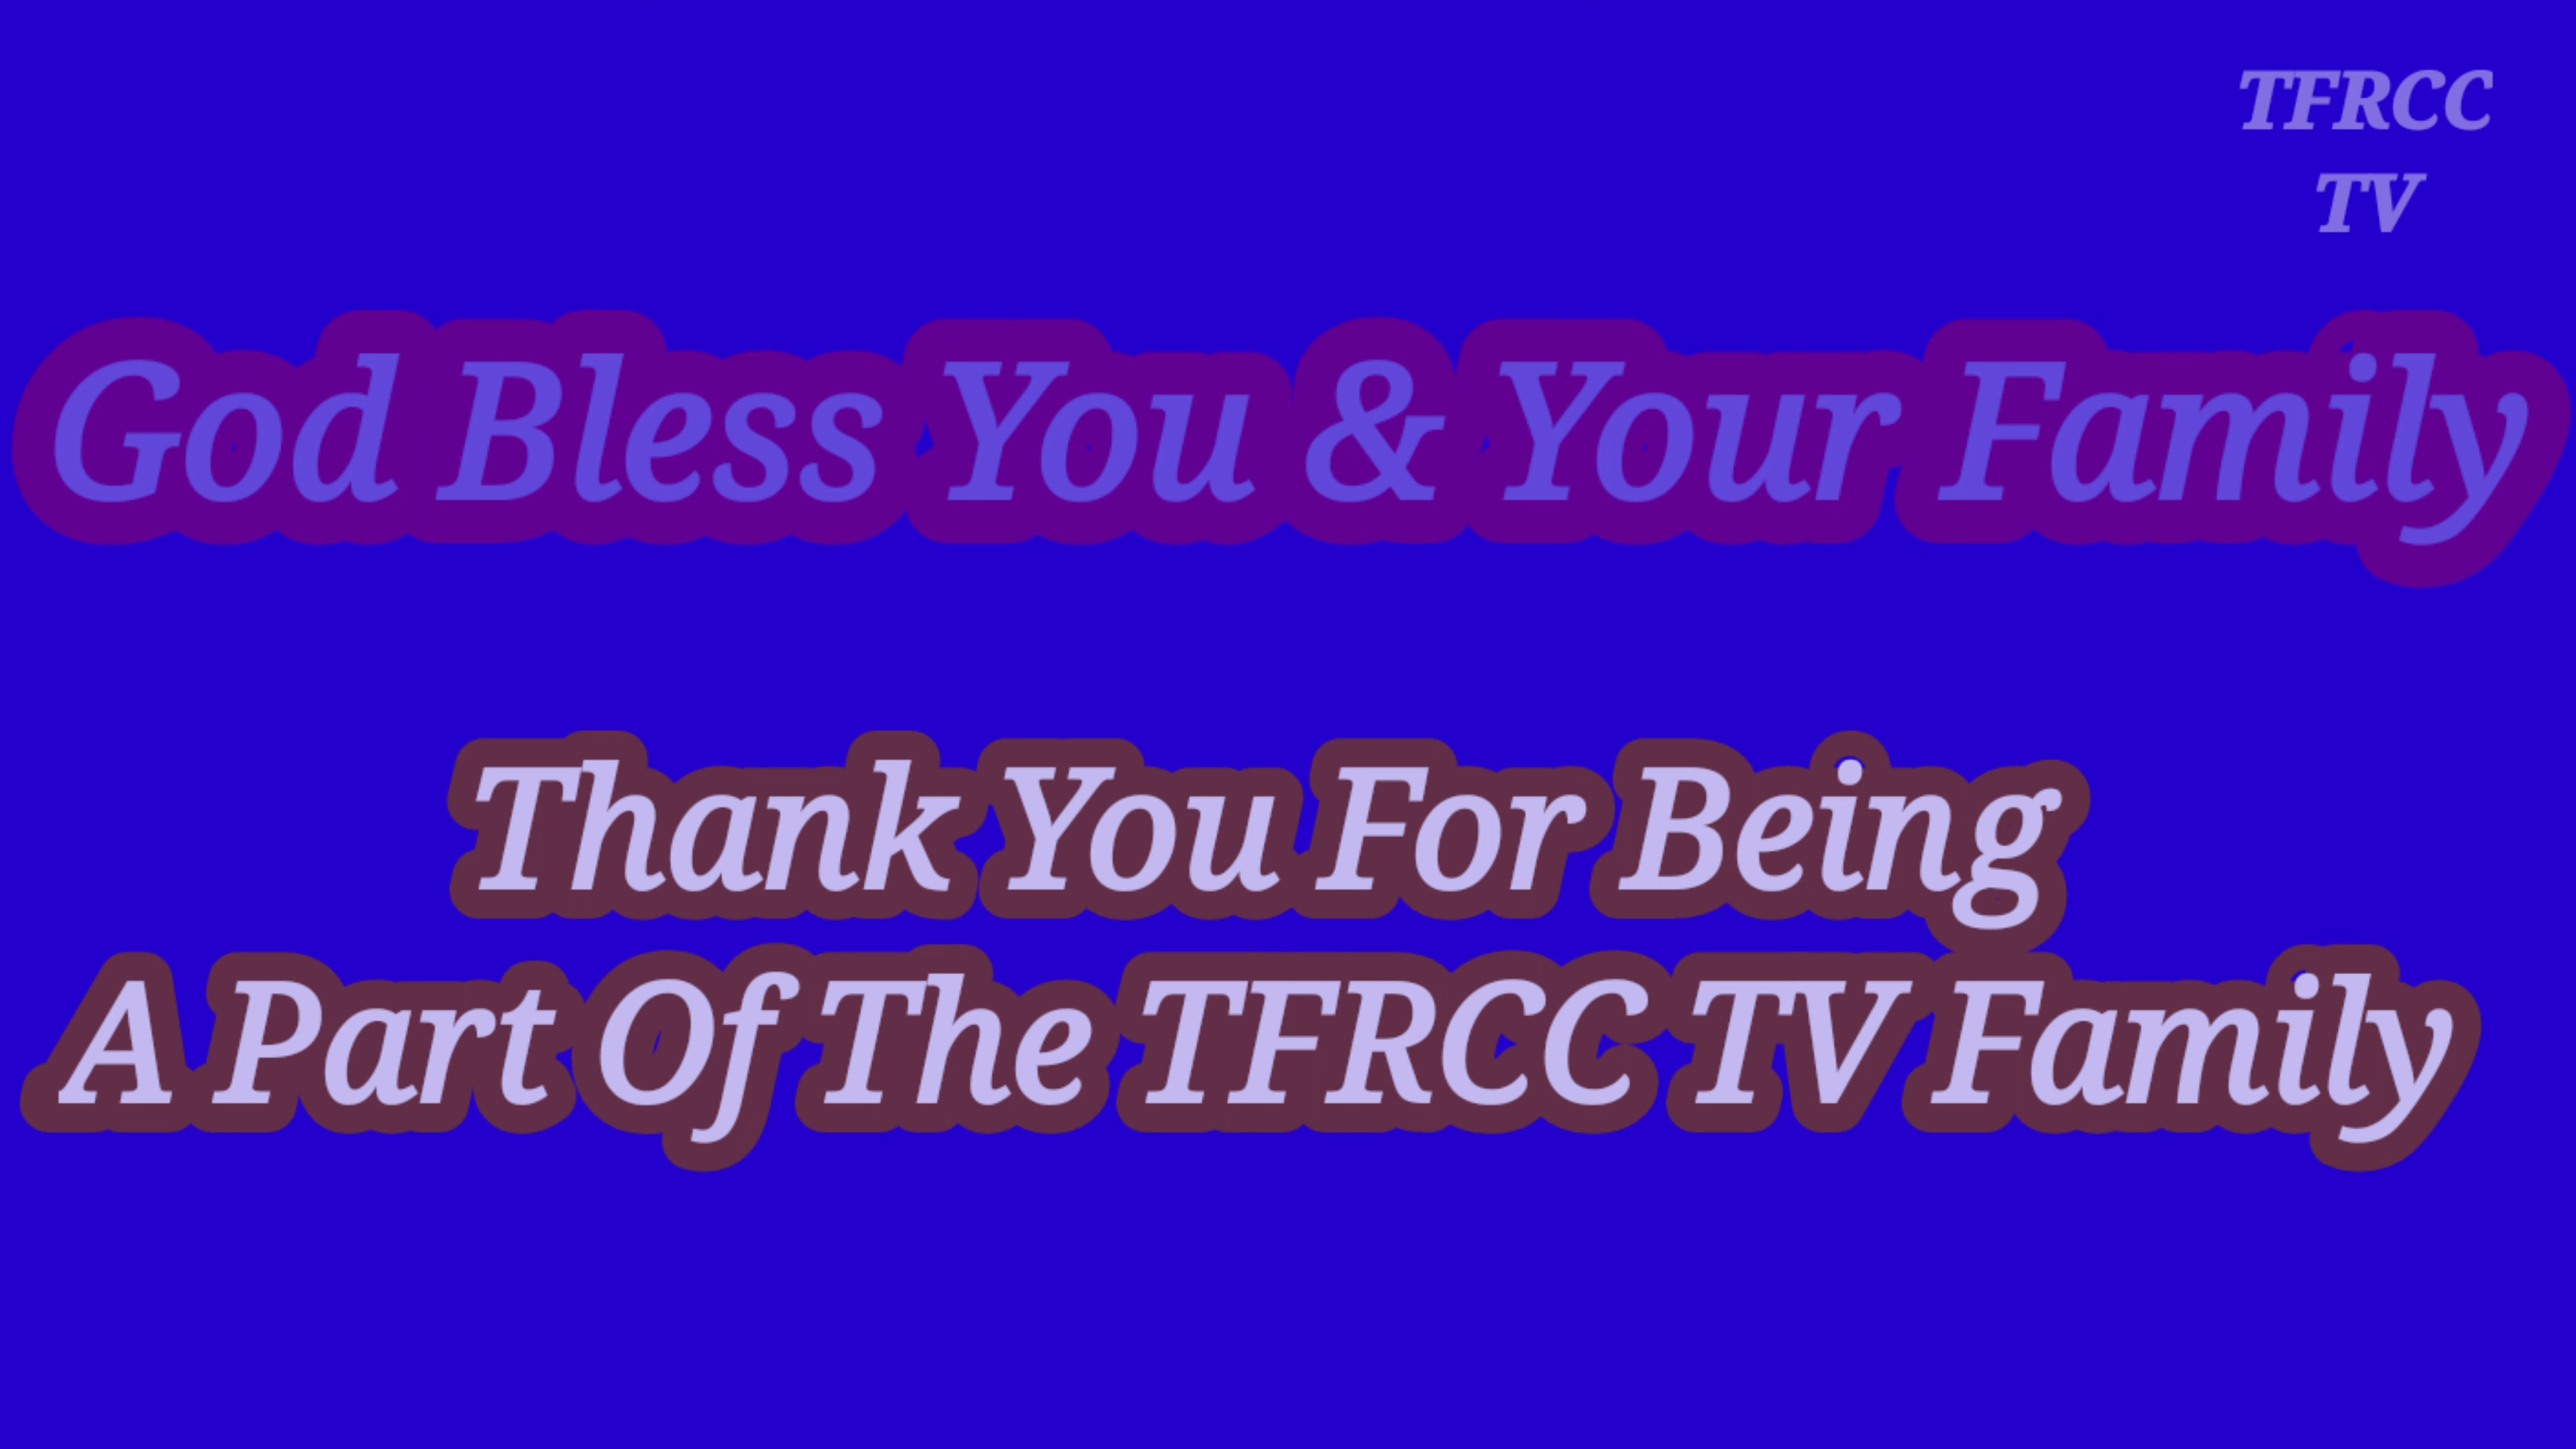 TFRCC
TV
God Bless You & Your Family
Thank You For Being
A Part Of The TFRCC TV Family